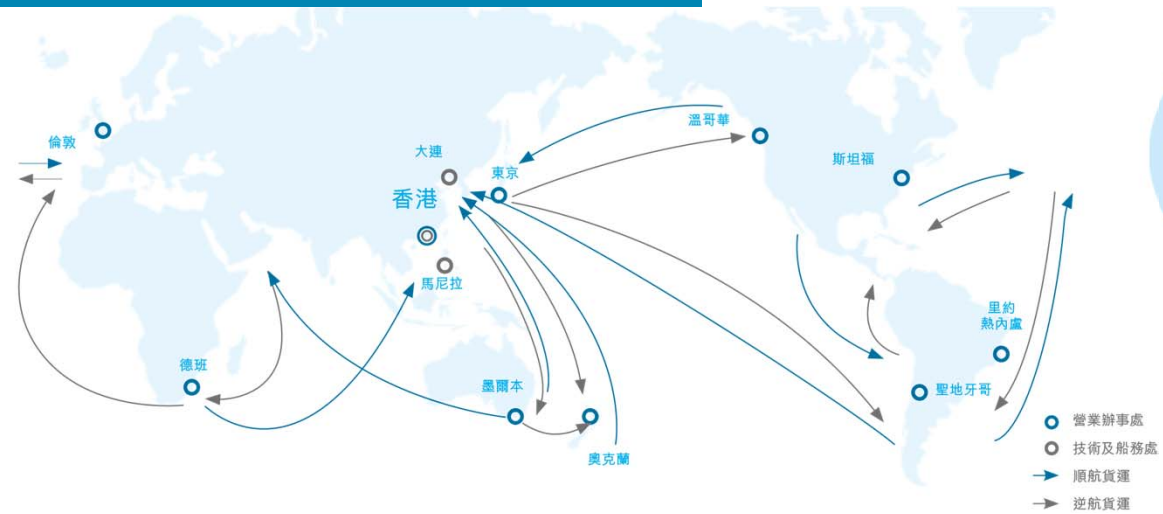 倫敦
大連
東京
溫哥華
斯坦福
香港
馬尼拉
德班
墨爾本
奧克蘭
里約
熱內盧
聖地牙哥
營業辦事處
技術及船務處
順航貨運
逆航貨運